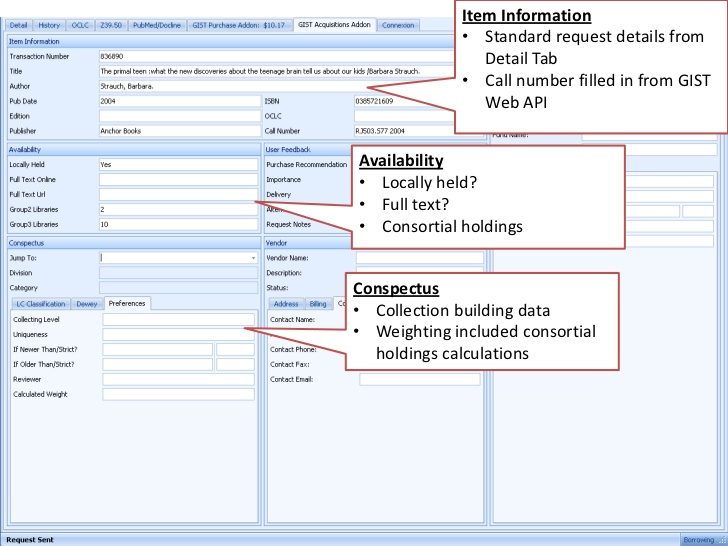 Detail History OCLC Z39.50 PubMed/Docline GIST Purchase Addon: $10.17 GIST Acquisitions Addon Connexion
Item Information
Transaction Number 836890
Title The primal teen :what the new discoveries about the teenage brain tell us about our kids /Barbara Strauch.
Author Strauch, Barbara.
Pub Date 2004 ISBN 0385721609
Edition OCLC
Publisher Anchor Books Call Number RJ503.S77 2004
Item Information
• Standard request details from
Detail Tab
• Call number filled in from GIST
Web API
Availability User Feedback
Locally Held Yes Purchase Recommendation
Full Text Online Importance
Full Text Url Delivery
Group2 Libraries 2
Group3 Libraries 10 Request Notes
Availability
• Locally held?
• Full text?
• Consortial holdings
Conspectus Vendor
Jump To: Vendor Name:
Division Description:
Category Status:
LC Classification Dewey Preferences Address Billing
Collecting Level Contact Name:
Uniqueness
If Newer Than/Strict? Contact Phone:
If Older Than/Strict? Contact Fax:
Reviewer Contact Email:
Calculated Weight
Conspectus
• Collection building data
• Weighting included consortial
holdings calculations
Request Sent Borrowing